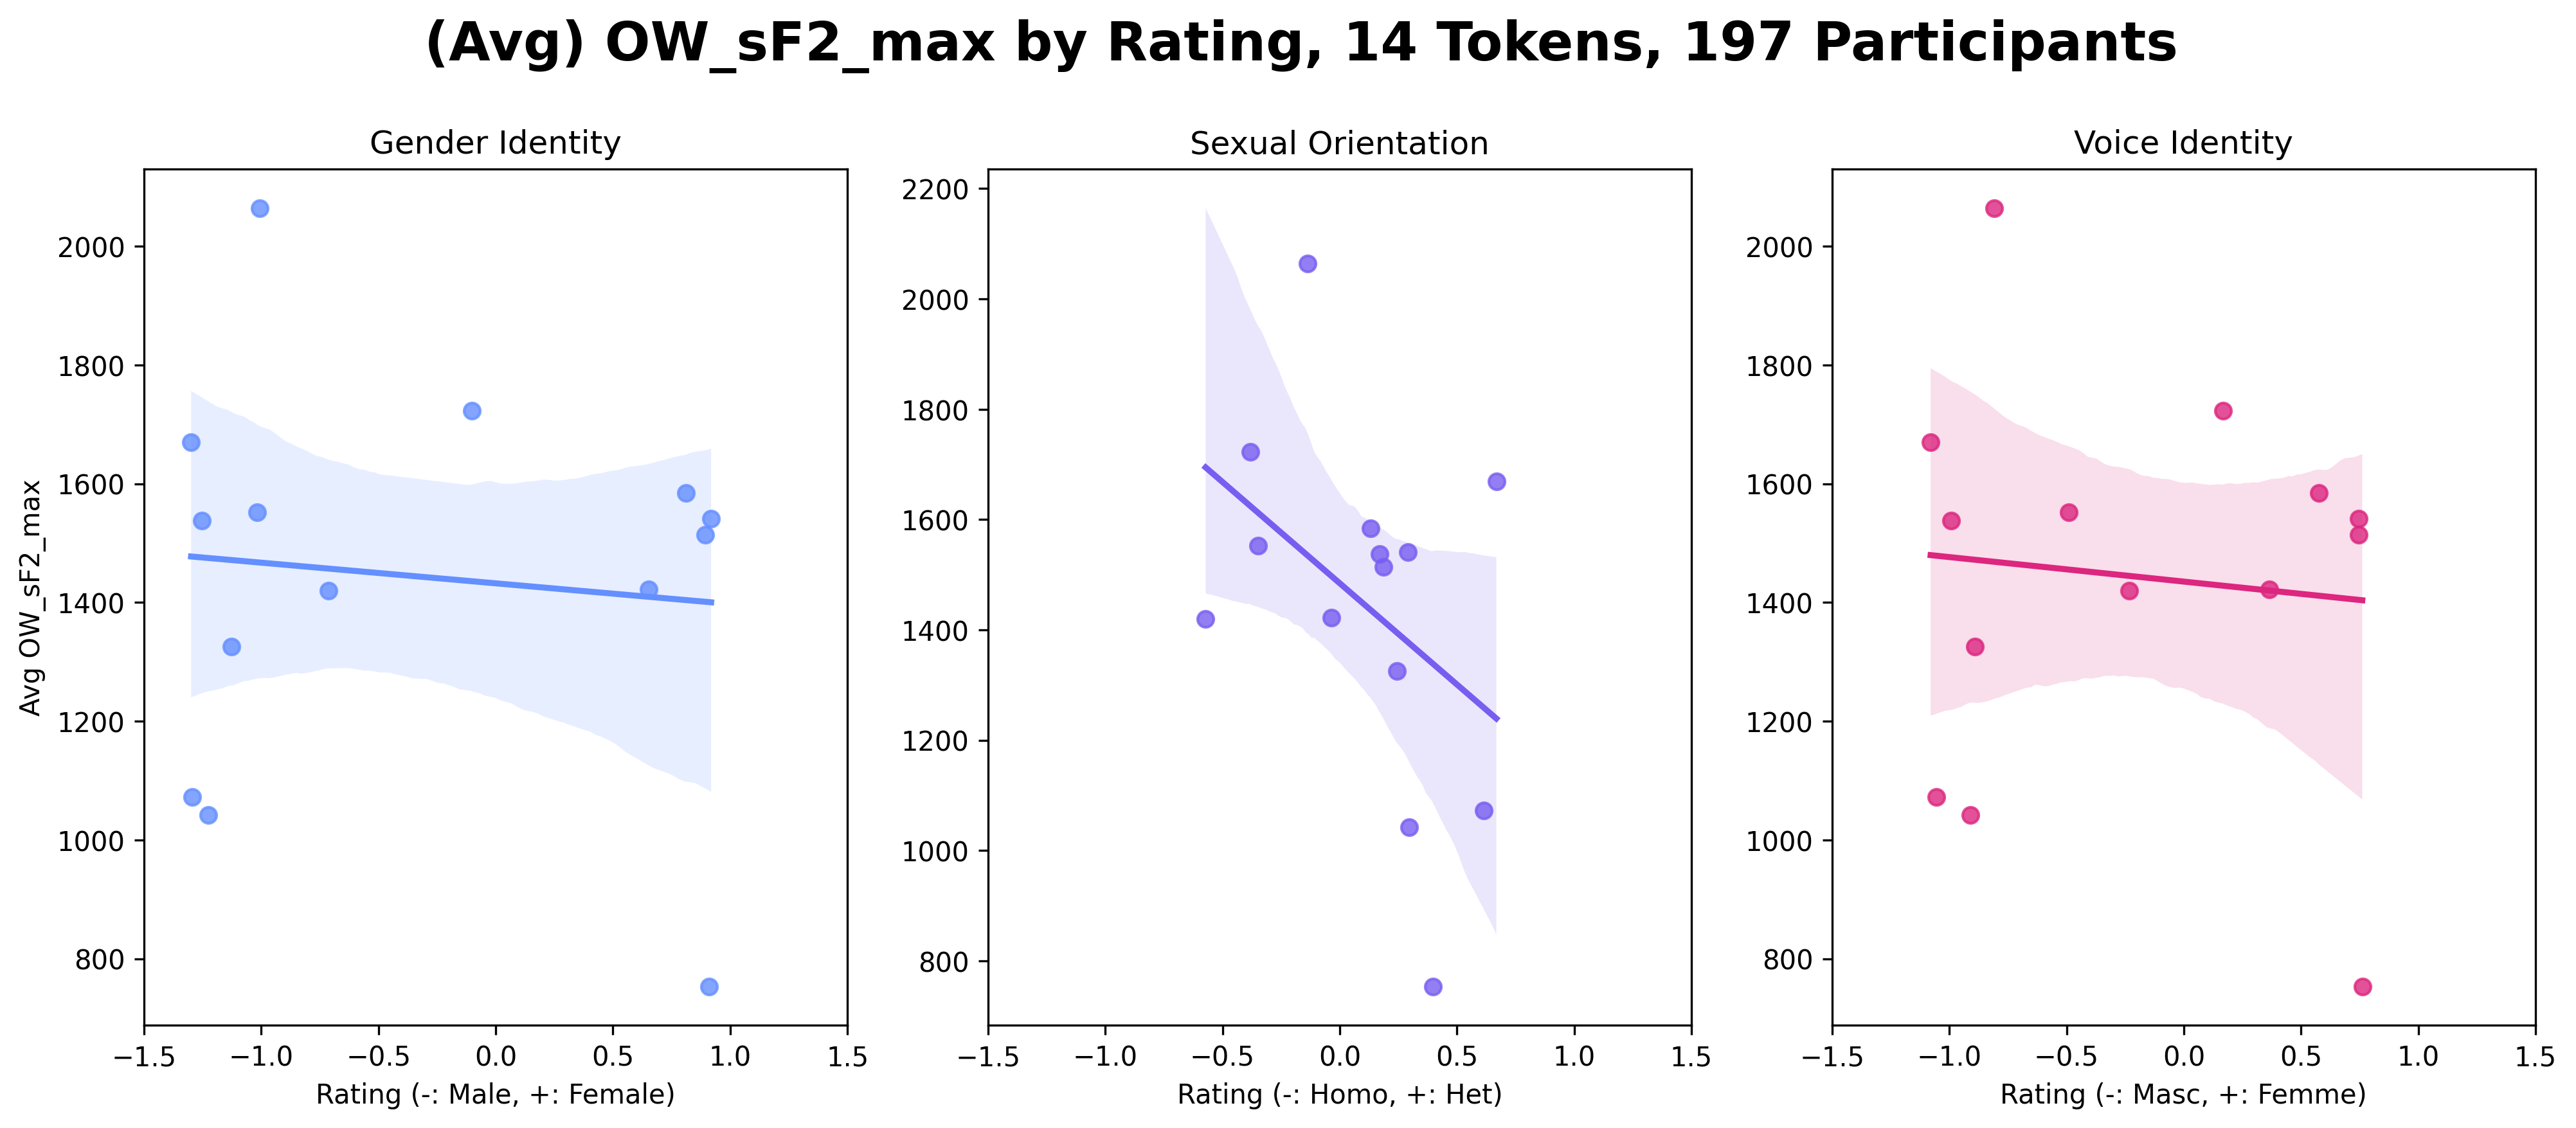 (Avg) OW_sF2_max by Rating, 14 Tokens, 197 Participants
Gender Identity
Avg OW_sF2_max
2000
1800
1600
1400
1200
1000
800
−1.5 −1.0 −0.5 0.0 0.5 1.0 1.5
Rating (-: Male, +: Female)
Sexual Orientation
2200
2000
1800
1600
1400
1200
1000
800
−1.5 −1.0 −0.5 0.0 0.5 1.0 1.5
Rating (-: Homo, +: Het)
Voice Identity
2000
1800
1600
1400
1200
1000
800
−1.5 −1.0 −0.5 0.0 0.5 1.0 1.5
Rating (-: Masc, +: Femme)